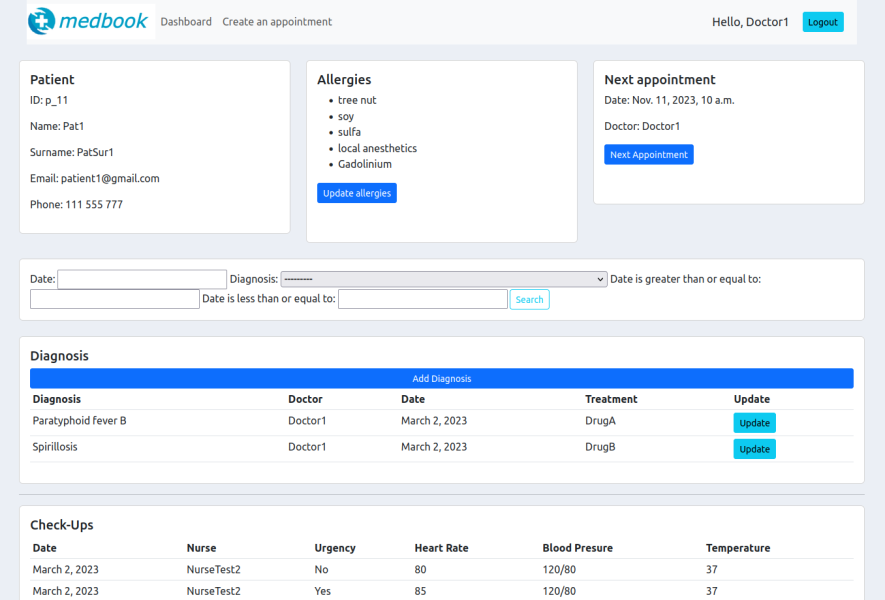 medbook Dashboard Create an appointment Hello, Doctor1 Logout
Patient
ID: p_11
Name: Pat1
Surname: PatSur1
Email: patient1@gmail.com
Phone: 111 555 777
Allergies
• tree nut
• soy
• sulfa
• local anesthetics
• Gadolinium
Update allergies
Next appointment
Date: Nov. 11, 2023, 10 a.m.
Doctor: Doctor1
Next Appointment
Date: Diagnosis: --------- Date is greater than or equal to:
Date is less than or equal to: Search
Diagnosis
Add Diagnosis
Diagnosis Doctor Date Treatment Update
Paratyphoid fever B Doctor1 March 2, 2023 DrugA Update
Spirillosis Doctor1 March 2, 2023 DrugB Update
Check-Ups
Date Nurse Urgency Heart Rate Blood Presure Temperature
March 2, 2023 NurseTest2 No 80 120/80 37
March 2, 2023 NurseTest2 Yes 85 120/80 37